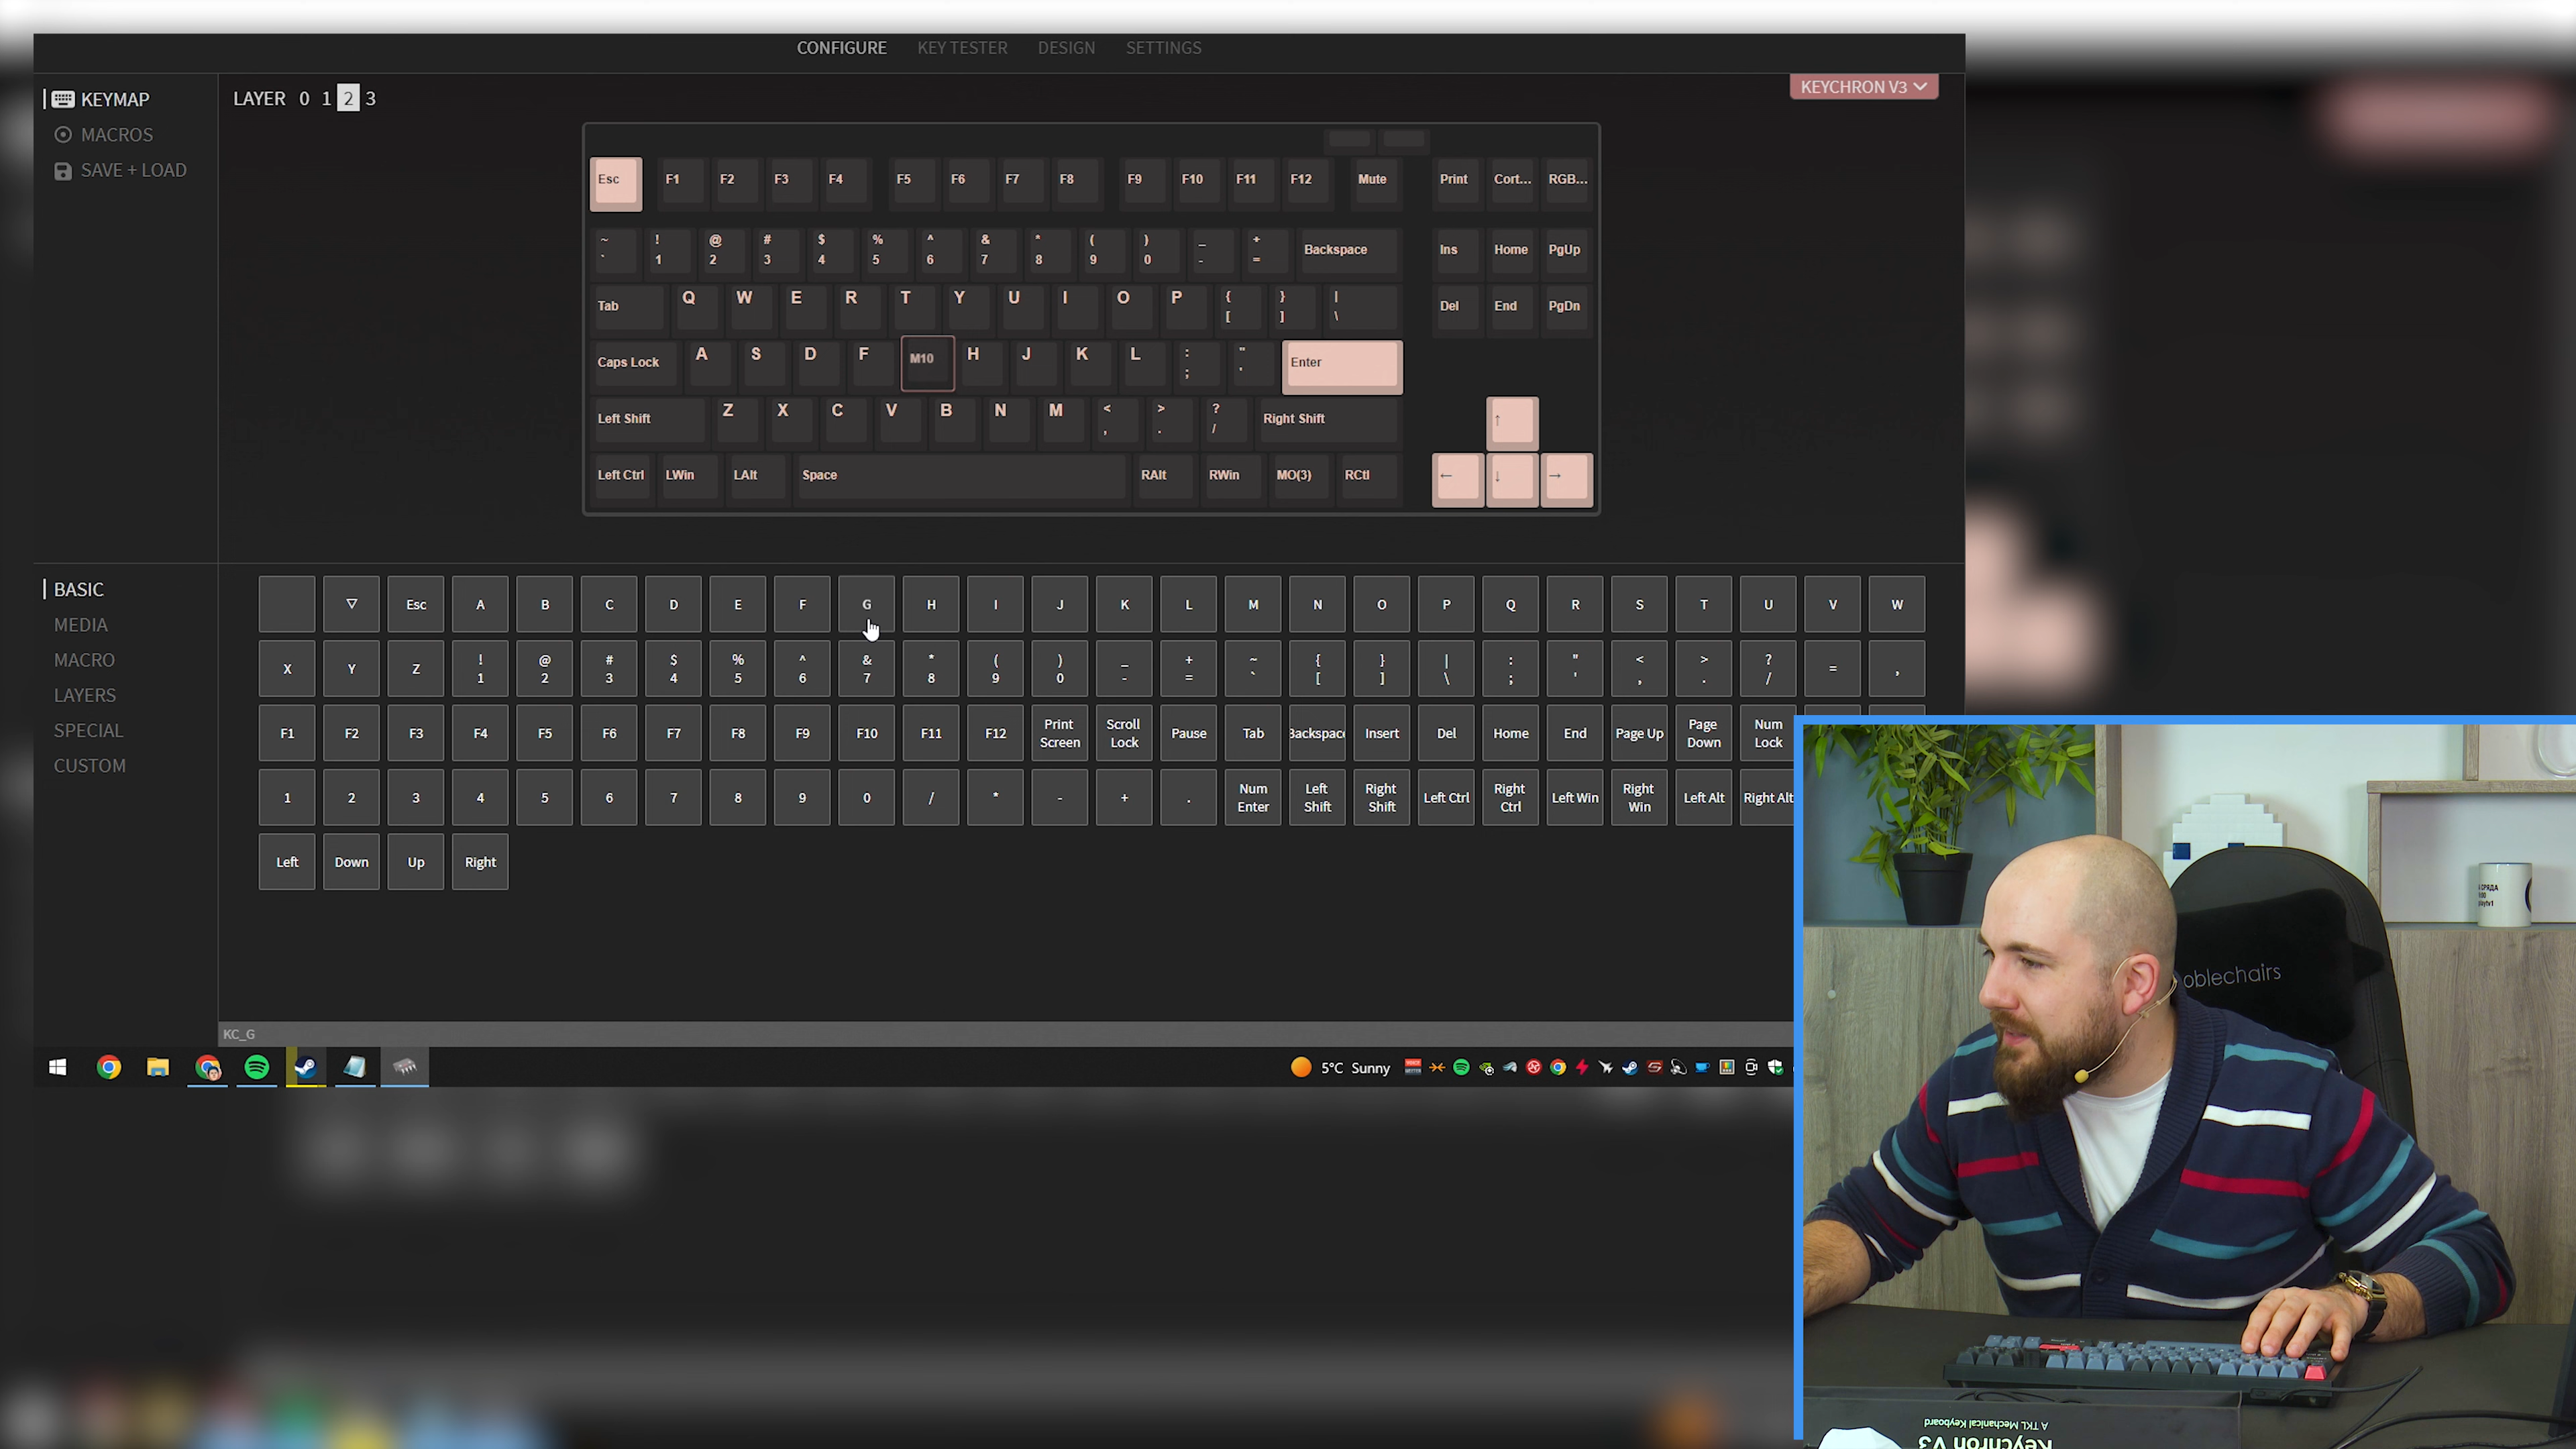 CONFIGURE KEY TESTER DESIGN SETTINGS
KEYMAP
MACROS
SAVE + LOAD
LAYER 0 1 2 3
KEYCHRON V3
Esc F1 F2 F3 F4 F5 F6 F7 F8 F9 F10 F11 F12 Mute Print Cort... RGB...
~ ! @ # $ % ^ & * ( ) _ +
` 1 2 3 4 5 6 7 8 9 0 - = Backspace Ins Home PgUp
Tab Q W E R T Y U I O P { } |
[ ] \ Del End PgDn
Caps Lock A S D F M10 H J K L : " Enter
; '
Left Shift Z X C V B N M < > ? Right Shift ↑
, . /
Left Ctrl LWin LAlt Space RAlt RWin MO(3) RCtl ← ↓ →
BASIC
MEDIA
MACRO
LAYERS
SPECIAL
CUSTOM
▽ Esc A B C D E F G H I J K L M N O P Q R S T U V W
X Y Z ! @ # $ % ^ & * ( ) _ + ~ { } | : " < > ? = ,
1 2 3 4 5 6 7 8 9 0 - = ` [ ] \ ; ' , . /
F1 F2 F3 F4 F5 F6 F7 F8 F9 F10 F11 F12 Print Screen Scroll Lock Pause Tab Backspac Insert Del Home End Page Up Page Down Num Lock
1 2 3 4 5 6 7 8 9 0 / * - + . Num Enter Left Shift Right Shift Left Ctrl Right Ctrl Left Win Right Win Left Alt Right Alt
Left Down Up Right
KC_G
5°C Sunny
oblechairs
A TKL Mechanical Keyboard
Keychron V3